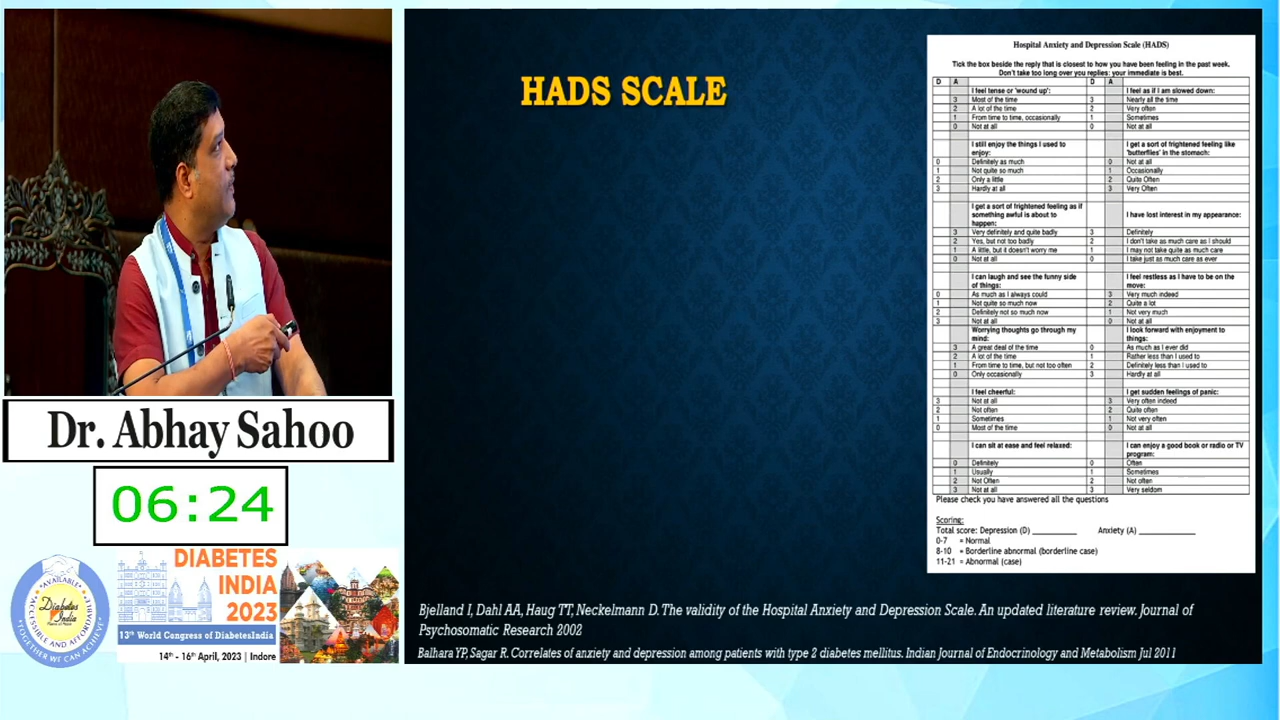 HADS SCALE
Hospital Anxiety and Depression Scale (HADS)
Tick the box beside the reply that is closest to how you have been feeling in the past week.
Don't take too long over you replies: your immediate is best.
D A D A
I feel tense or 'wound up':
3 Most of the time
2 A lot of the time
1 From time to time, occasionally
0 Not at all
I still enjoy the things I used to
enjoy:
0 Definitely as much
1 Not quite so much
2 Only a little
3 Hardly at all
I get a sort of frightened feeling as if
something awful is about to
happen:
3 Very definitely and quite badly
2 Yes, but not too badly
1 A little, but it doesn't worry me
0 Not at all
I can laugh and see the funny side
of things:
0 As much as I always could
1 Not quite so much now
2 Definitely not so much now
3 Not at all
Worrying thoughts go through my
mind:
3 A great deal of the time
2 A lot of the time
1 From time to time, but not too often
0 Only occasionally
I feel cheerful:
3 Not at all
2 Not often
1 Sometimes
0 Most of the time
I can sit at ease and feel relaxed:
0 Definitely
1 Usually
2 Not Often
3 Not at all
I feel as if I am slowed down:
3 Nearly all the time
2 Very often
1 Sometimes
0 Not at all
I get a sort of frightened feeling like
'butterflies' in the stomach:
0 Not at all
1 Occasionally
2 Quite Often
3 Very Often
I have lost interest in my appearance:
3 Definitely
2 I don't take as much care as I should
1 I may not take quite as much care
0 I take just as much care as ever
I feel restless as I have to be on the
move:
3 Very much indeed
2 Quite a lot
1 Not very much
0 Not at all
I look forward with enjoyment to
things:
0 As much as I ever did
1 Rather less than I used to
2 Definitely less than I used to
3 Hardly at all
I get sudden feelings of panic:
3 Very often indeed
2 Quite often
1 Not very often
0 Not at all
I can enjoy a good book or radio or TV
program:
0 Often
1 Sometimes
2 Not often
3 Very seldom
Please check you have answered all the questions
Scoring:
Total score: Depression (D) ________ Anxiety (A) __________
0-7 = Normal
8-10 = Borderline abnormal (borderline case)
11-21 = Abnormal (case)
Bjelland I, Dahl AA, Haug TT, Neckelmann D. The validity of the Hospital Anxiety and Depression Scale. An updated literature review. Journal of
Psychosomatic Research 2002
Balhara YP, Sagar R. Correlates of anxiety and depression among patients with type 2 diabetes mellitus. Indian Journal of Endocrinology and Metabolism Jul 2011
Dr. Abhay Sahoo
06:24
AVAILABLE
ACCESSIBLE AND AFFORDABLE
TOGETHER WE CAN ACHIEVE
Diabetes
India
DIABETES
INDIA
2023
13th World Congress of DiabetesIndia
14th - 16th April, 2023 | Indore